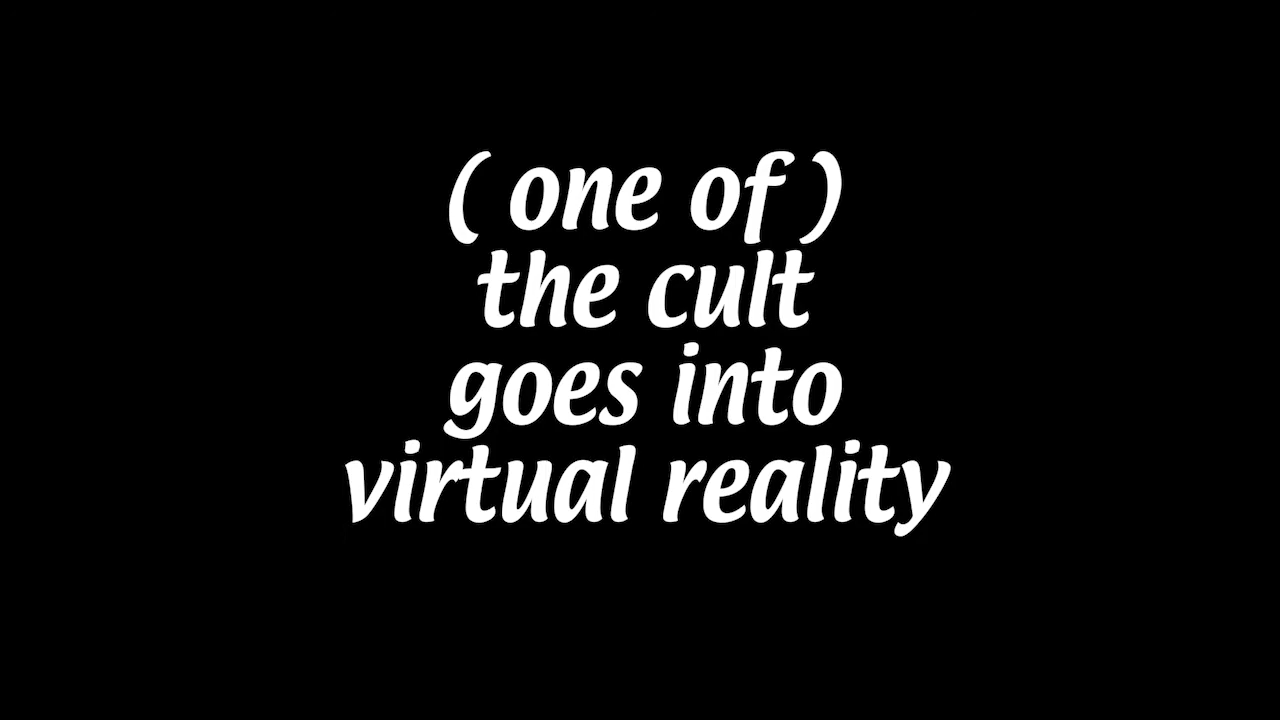 ( one of )
the cult
goes into
virtual reality